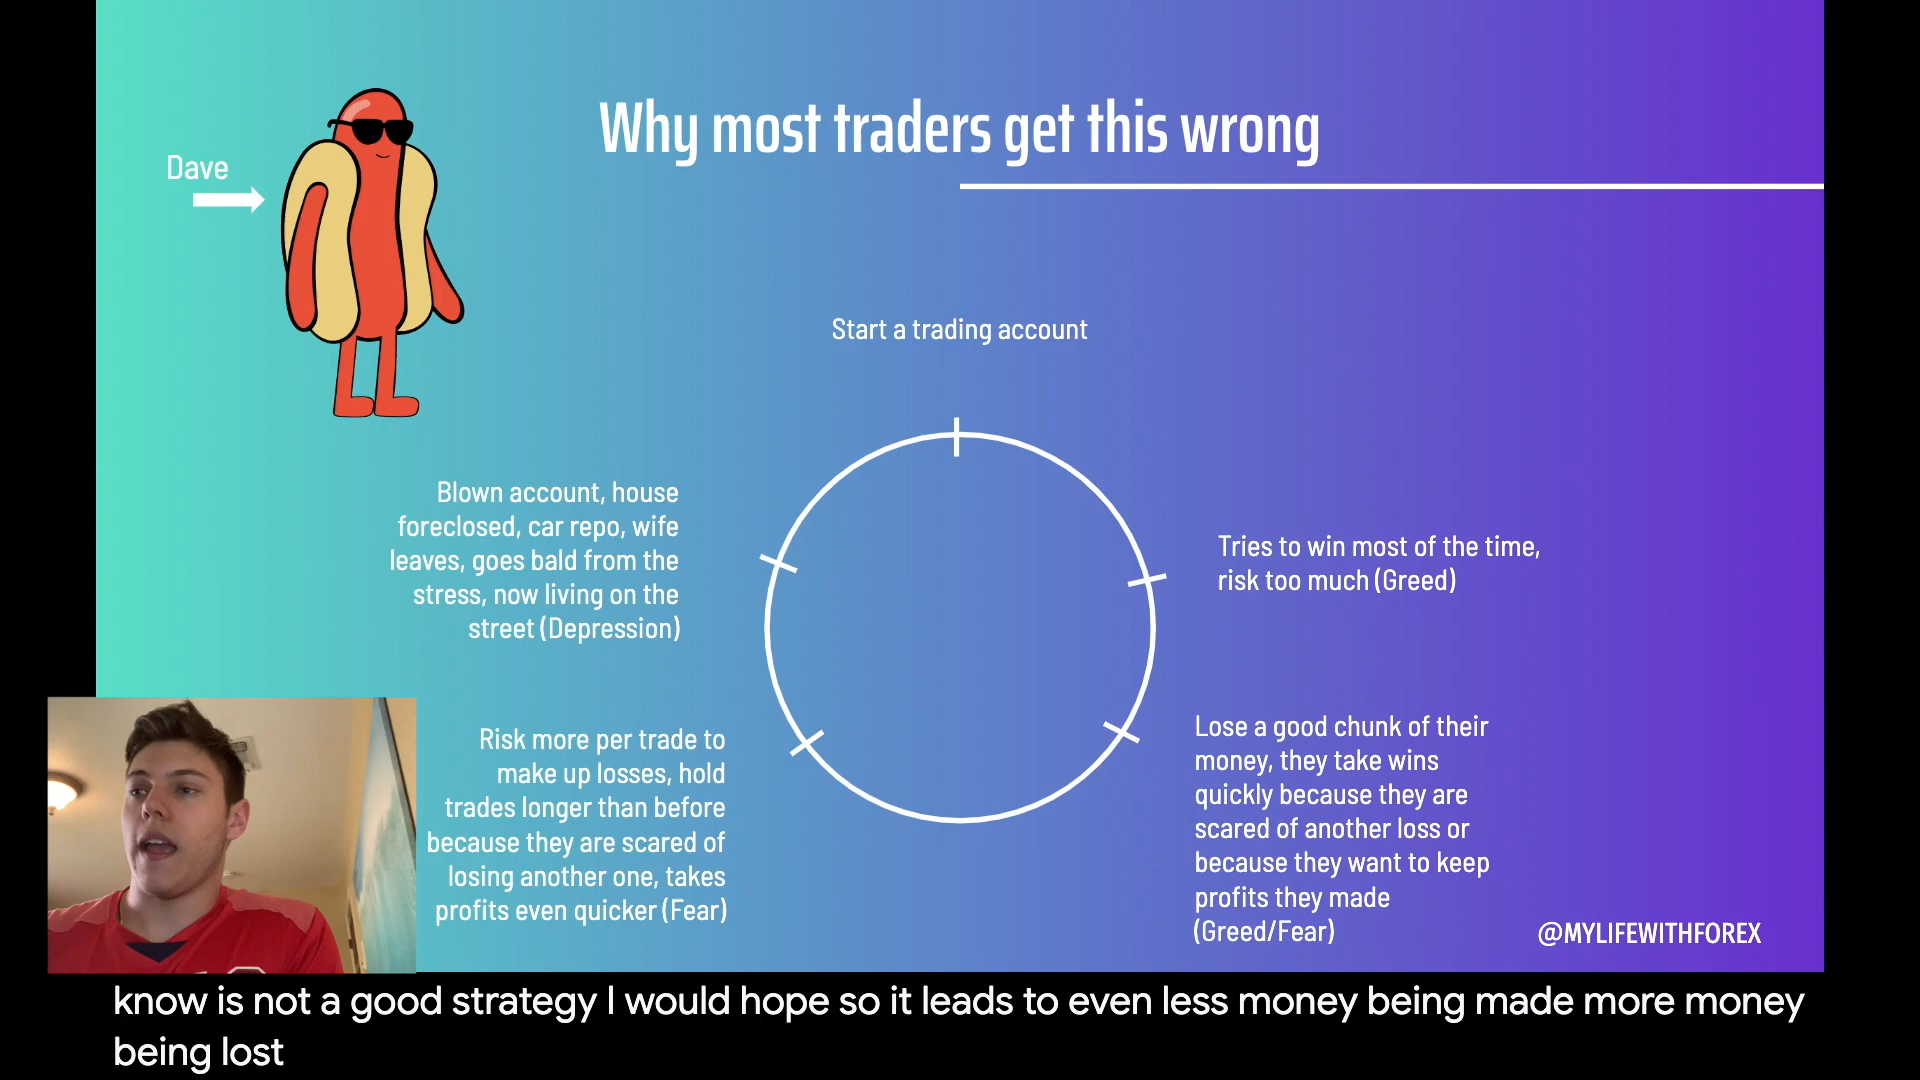 Why most traders get this wrong
Dave
Start a trading account
Tries to win most of the time,
risk too much (Greed)
Lose a good chunk of their
money, they take wins
quickly because they are
scared of another loss or
because they want to keep
profits they made
(Greed/Fear)
Risk more per trade to
make up losses, hold
trades longer than before
because they are scared of
losing another one, takes
profits even quicker (Fear)
Blown account, house
foreclosed, car repo, wife
leaves, goes bald from the
stress, now living on the
street (Depression)
@MYLIFEWITHFOREX
know is not a good strategy I would hope so it leads to even less money being made more money
being lost